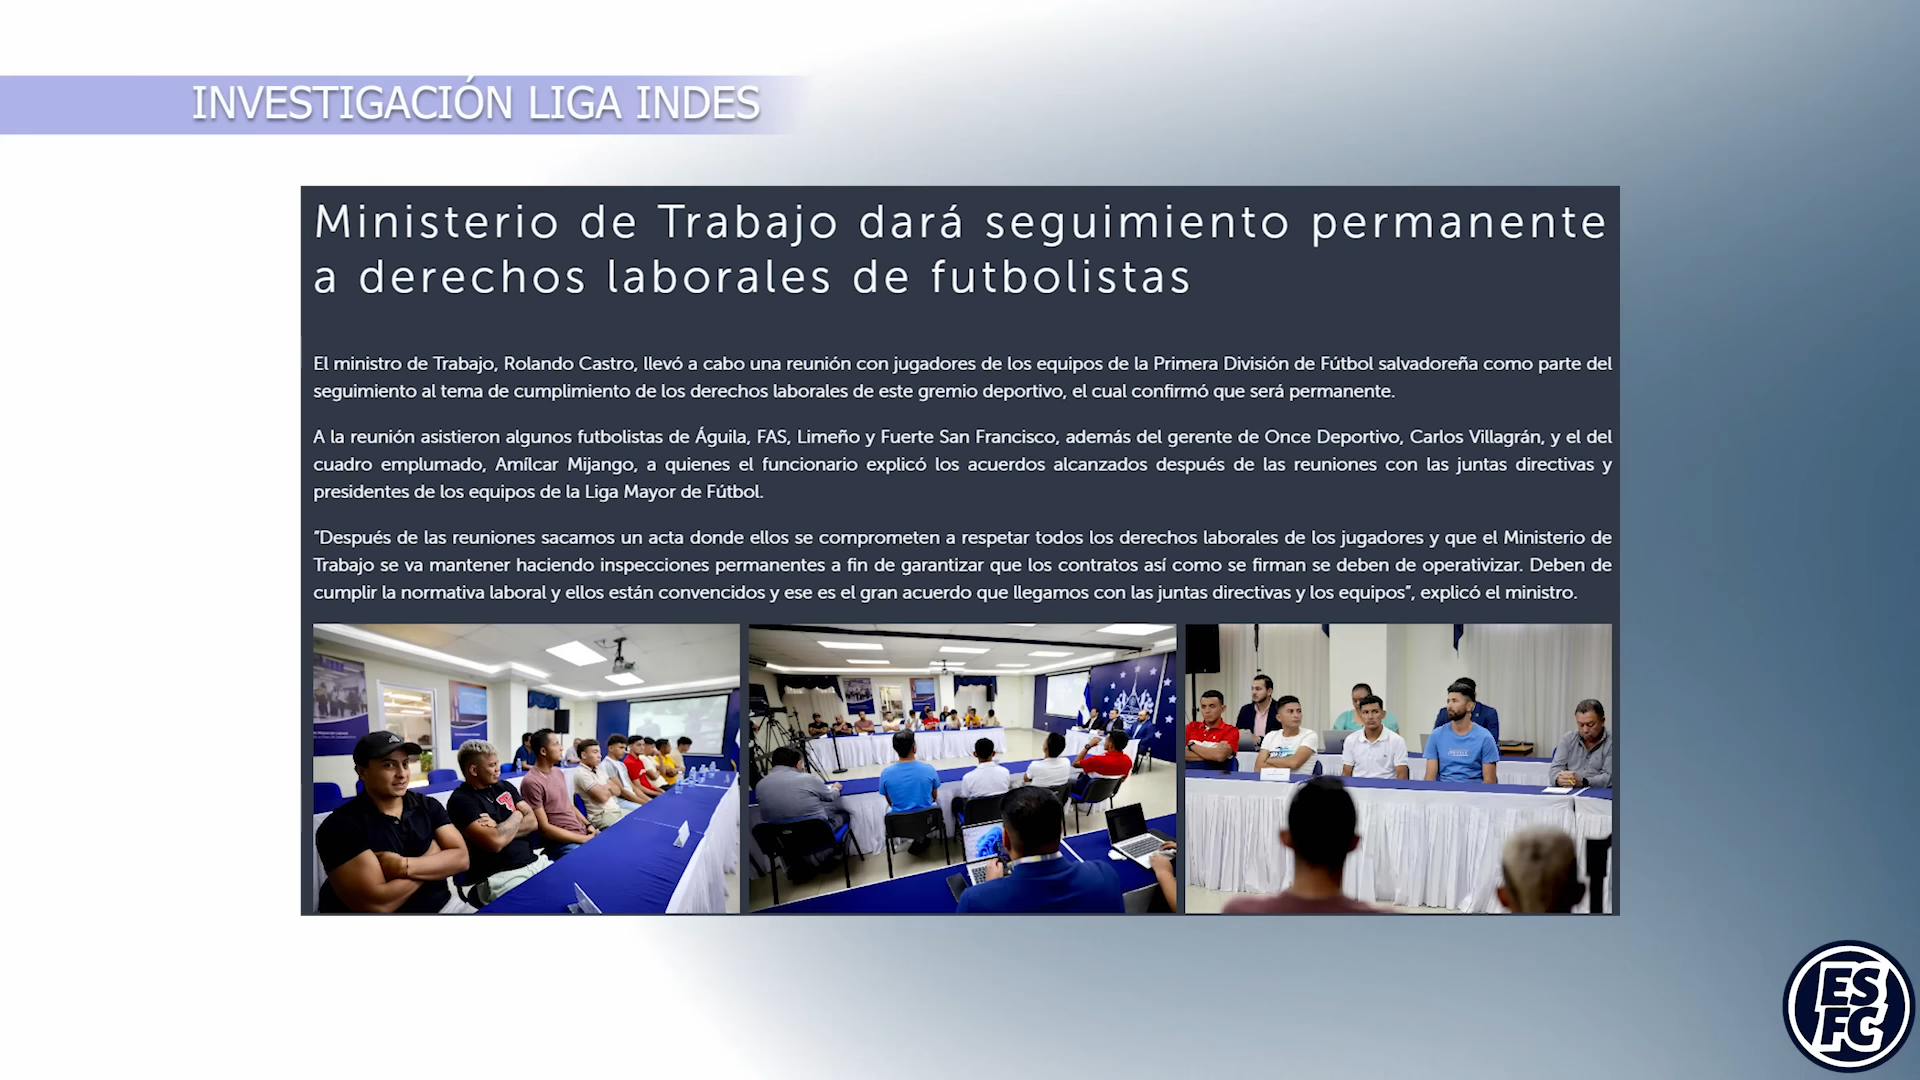 INVESTIGACIÓN LIGA INDES
Ministerio de Trabajo dará seguimiento permanente
a derechos laborales de futbolistas
El ministro de Trabajo, Rolando Castro, llevó a cabo una reunión con jugadores de los equipos de la Primera División de Fútbol salvadoreña como parte del
seguimiento al tema de cumplimiento de los derechos laborales de este gremio deportivo, el cual confirmó que será permanente.
A la reunión asistieron algunos futbolistas de Águila, FAS, Limeño y Fuerte San Francisco, además del gerente de Once Deportivo, Carlos Villagrán, y el del
cuadro emplumado, Amílcar Mijango, a quienes el funcionario explicó los acuerdos alcanzados después de las reuniones con las juntas directivas y
presidentes de los equipos de la Liga Mayor de Fútbol.
“Después de las reuniones sacamos un acta donde ellos se comprometen a respetar todos los derechos laborales de los jugadores y que el Ministerio de
Trabajo se va mantener haciendo inspecciones permanentes a fin de garantizar que los contratos así como se firman se deben de operativizar. Deben de
cumplir la normativa laboral y ellos están convencidos y ese es el gran acuerdo que llegamos con las juntas directivas y los equipos”, explicó el ministro.
ES
FC